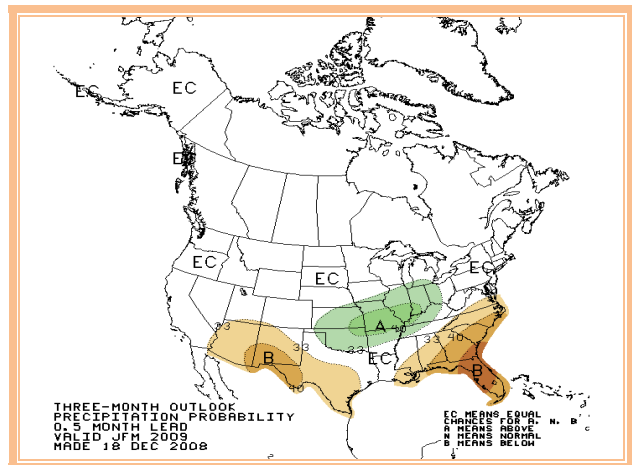 EC
EC
EC
EC
EC
EC
A
40
33
33
33
33
40
EC
B
B
40
THREE-MONTH OUTLOOK
PRECIPITATION PROBABILITY
0.5 MONTH LEAD
VALID JFM 2009
MADE 18 DEC 2008
EC MEANS EQUAL
CHANCES FOR A, N, B
A MEANS ABOVE
N MEANS NORMAL
B MEANS BELOW